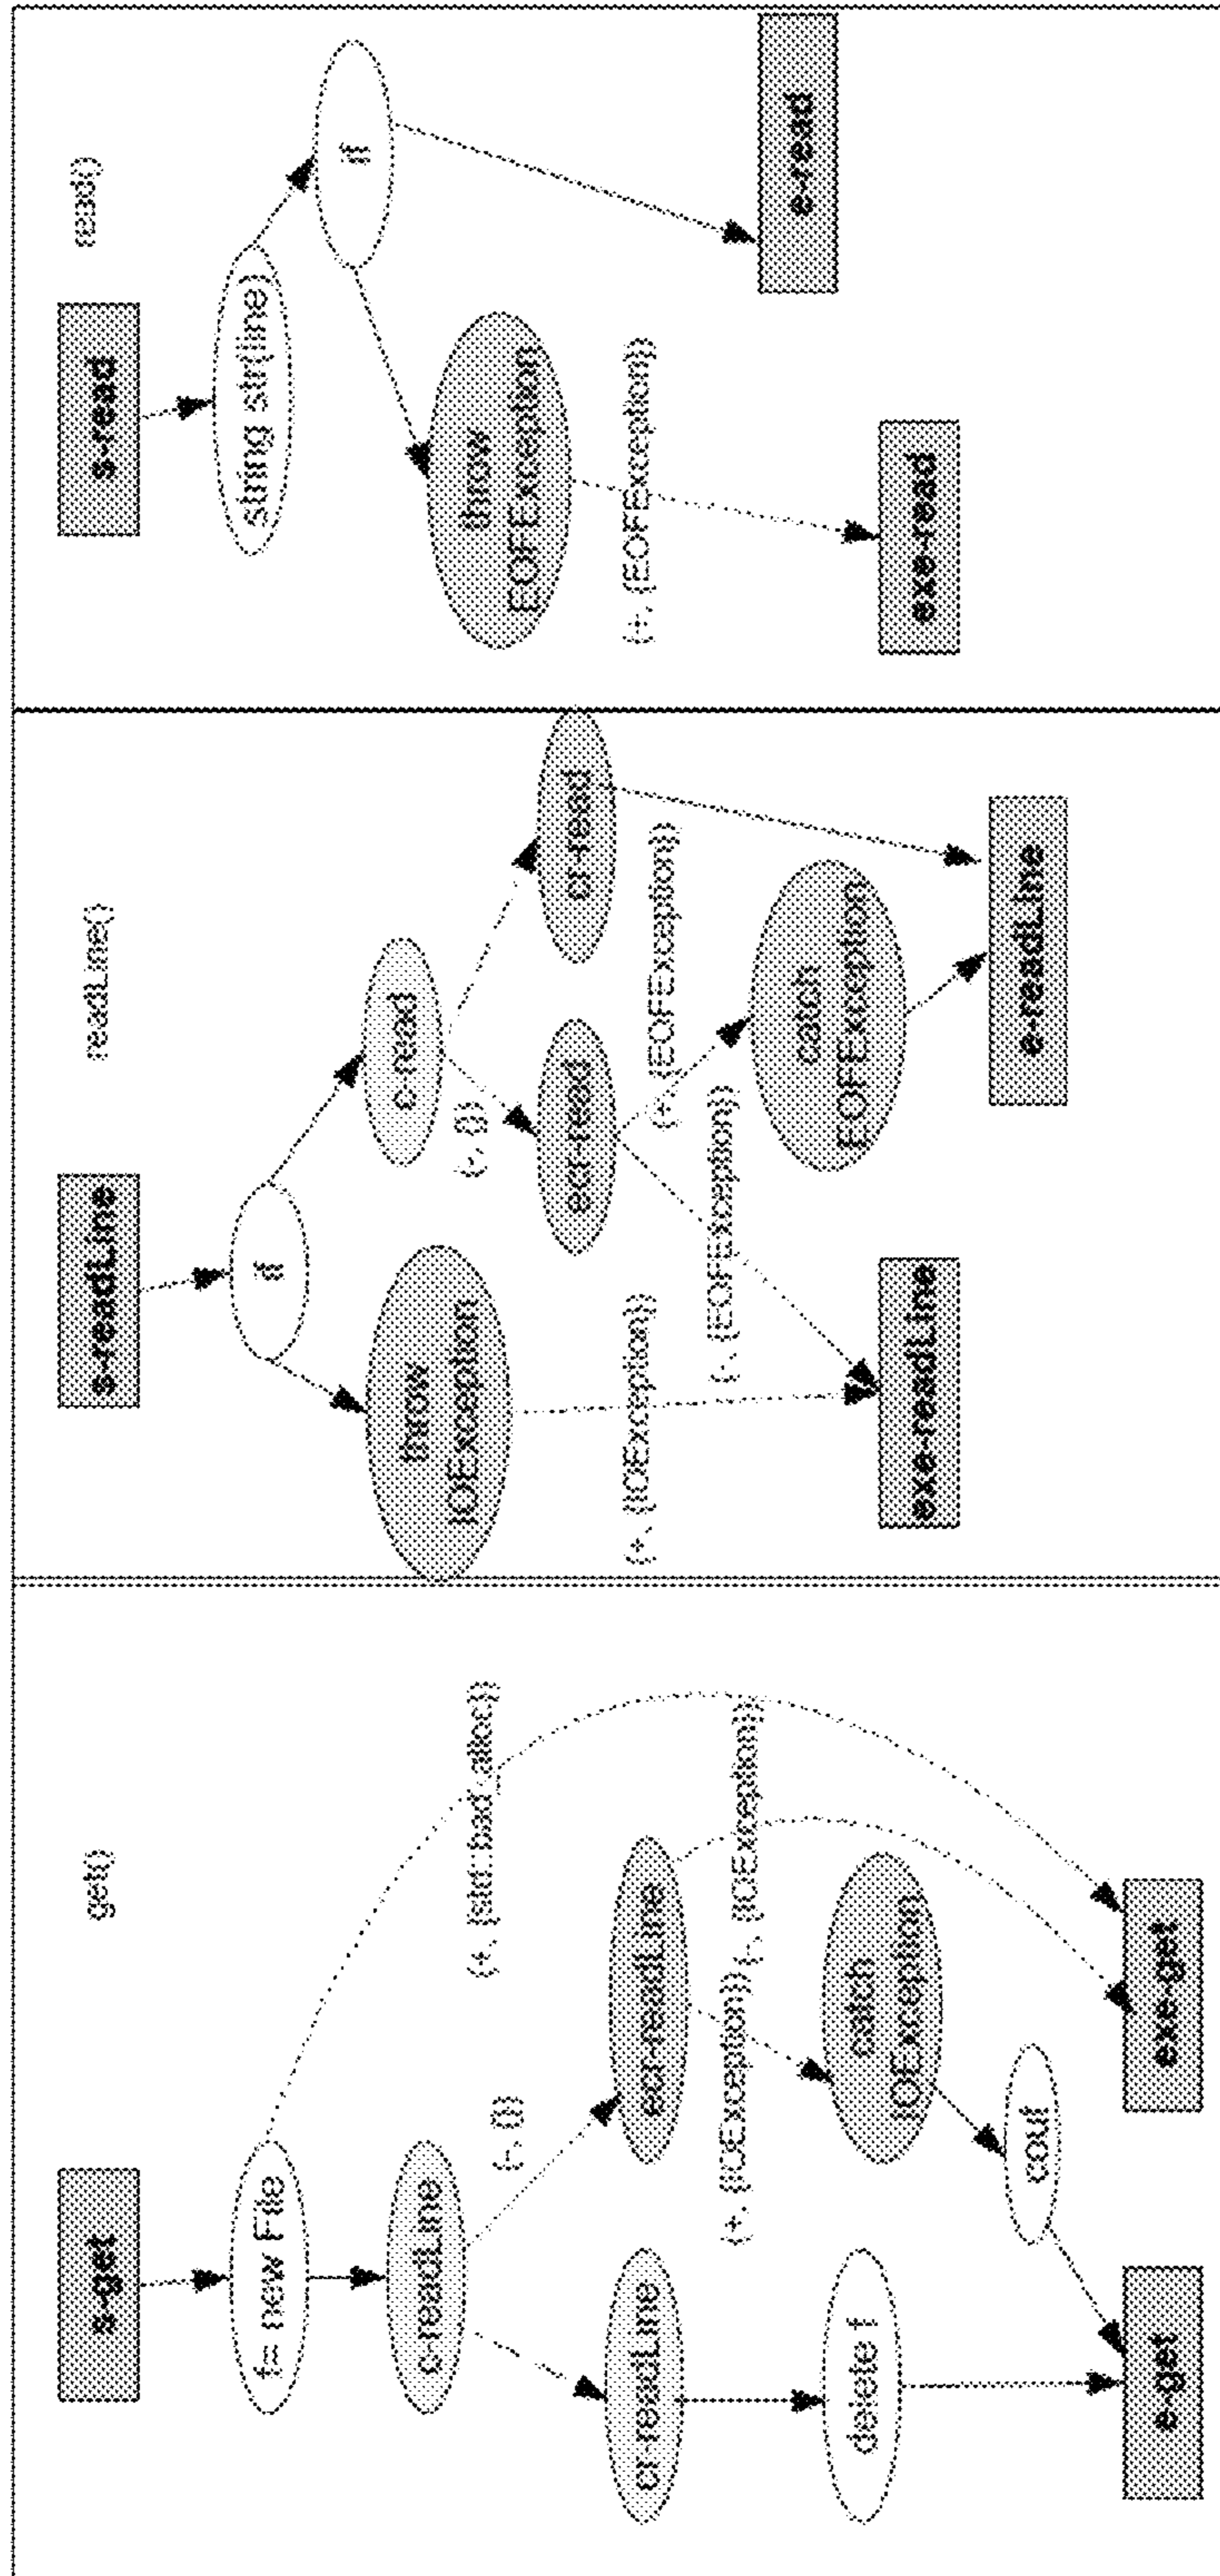 get()
s-get
f= new File
(+, {std::bad_alloc})
c-readLine
(-, {})
cr-readLine
ecr-readLine
(+, {IOException})
(-, {IOException})
delete f
catch
IOException
cout
e-get
exe-get
readLine()
s-readLine
if
throw
IOException
c-read
(-, {})
ecr-read
cr-read
(+, {IOException})
(-, {EOFException})
(+, {EOFException})
catch
EOFException
exe-readLine
e-readLine
read()
s-read
string str(line)
if
throw
EOFException
(+, {EOFException})
e-read
exe-read